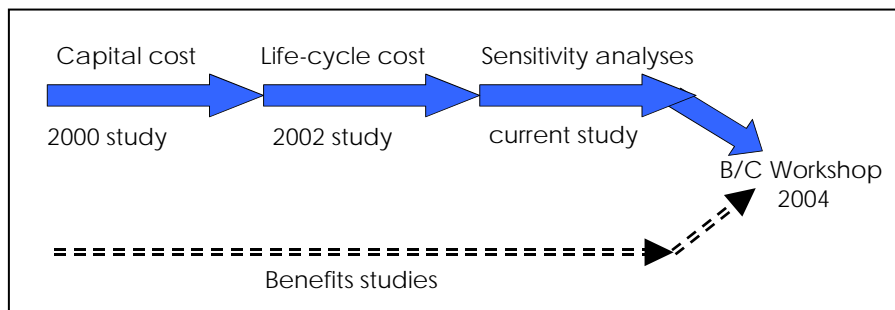 Capital cost
Life-cycle cost
Sensitivity analyses
2000 study
2002 study
current study
B/C Workshop
2004
Benefits studies